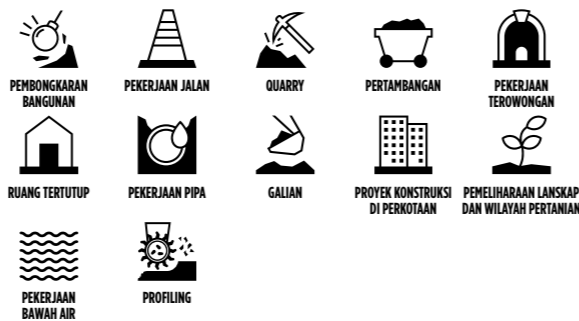 PEMBONGKARAN
BANGUNAN
PEKERJAAN JALAN
QUARRY
PERTAMBANGAN
PEKERJAAN
TEROWONGAN
RUANG TERTUTUP
PEKERJAAN PIPA
GALIAN
PROYEK KONSTRUKSI
DI PERKOTAAN
PEMELIHARAAN LANSKAP
DAN WILAYAH PERTANIAN
PEKERJAAN
BAWAH AIR
PROFILING